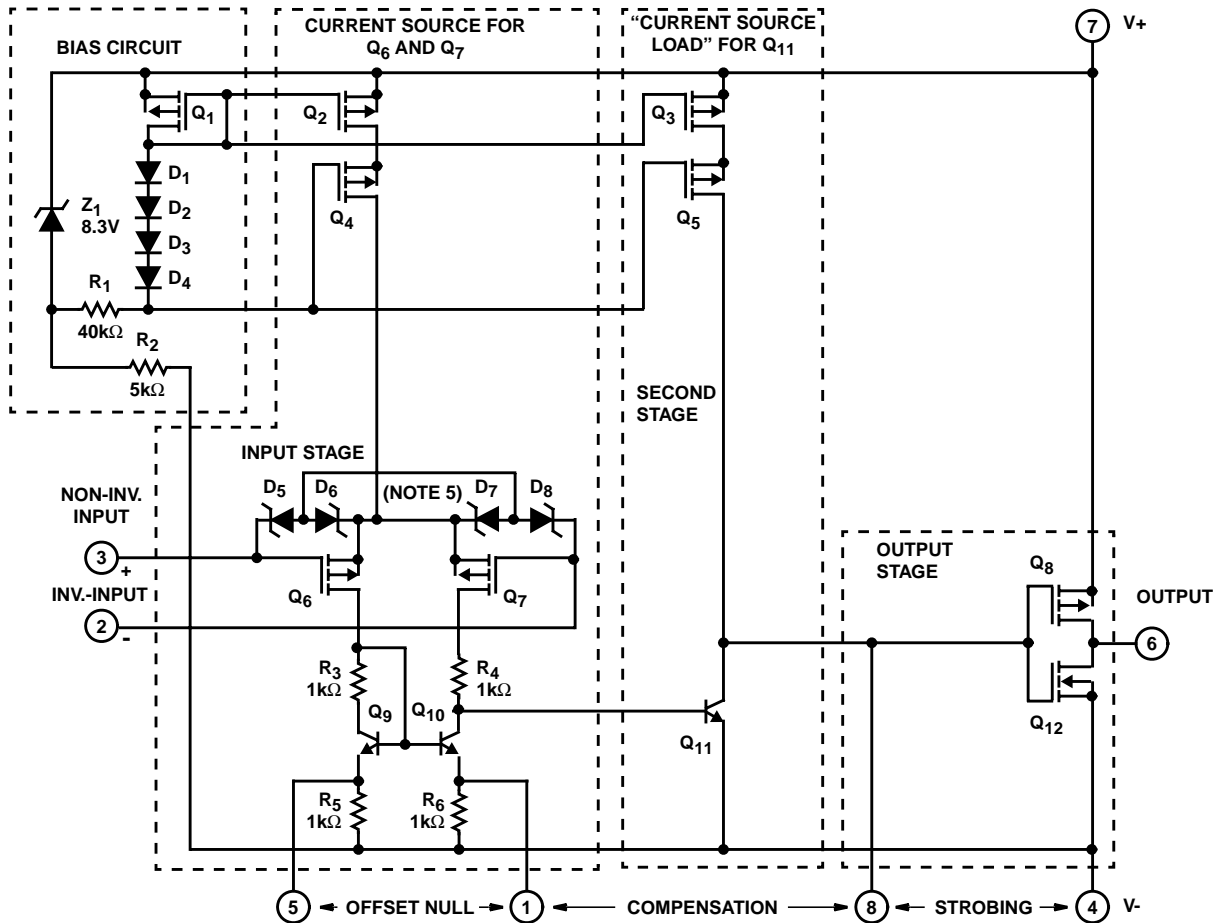 CURRENT SOURCE FOR
Q6 AND Q7
"CURRENT SOURCE
LOAD" FOR Q11
7 V+
BIAS CIRCUIT
Q1
Q2
Q3
D1
D2
D3
D4
Z1
8.3V
Q4
Q5
R1
40kΩ
R2
5kΩ
SECOND
STAGE
INPUT STAGE
D5 D6 (NOTE 5) D7 D8
NON-INV.
INPUT
3 +
INV.-INPUT
2 -
Q6
Q7
OUTPUT
STAGE
Q8
OUTPUT
6
R3
1kΩ
R4
1kΩ
Q9
Q10
Q11
Q12
R5
1kΩ
R6
1kΩ
5 OFFSET NULL 1 COMPENSATION 8 STROBING 4 V-